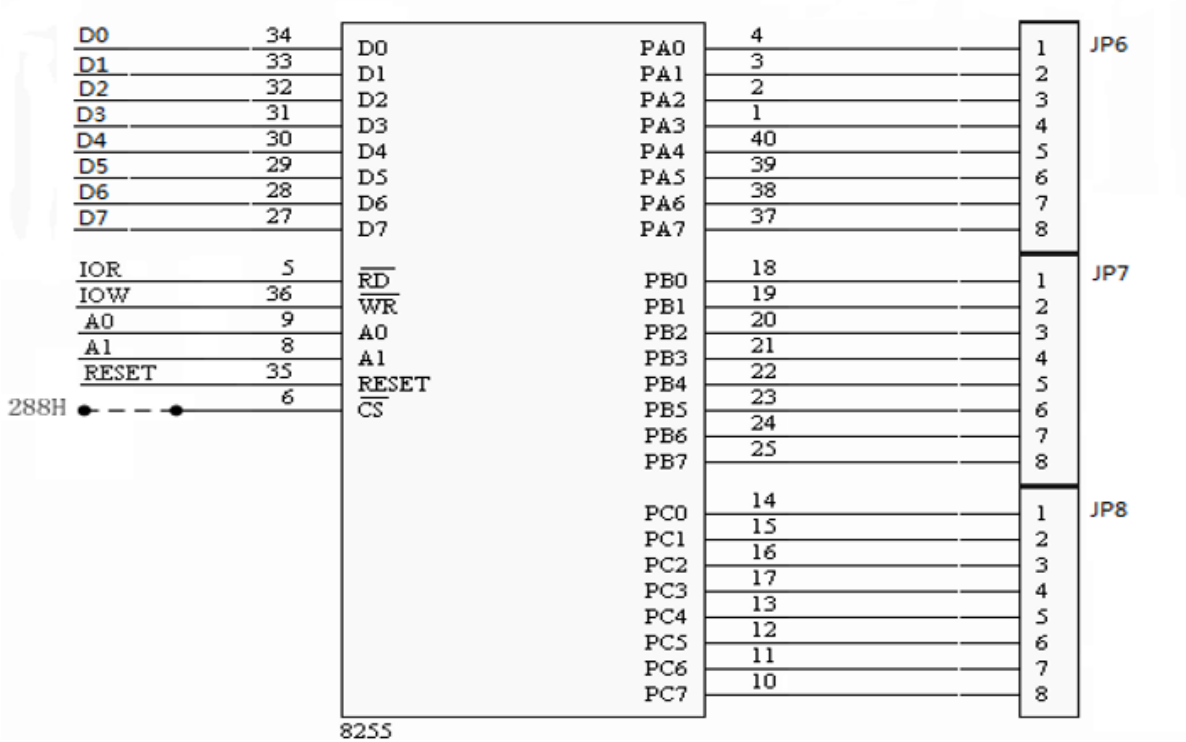 D0 34 D0 PA0 4 1 JP6
D1 33 D1 PA1 3 2
D2 32 D2 PA2 2 3
D3 31 D3 PA3 1 4
D4 30 D4 PA4 40 5
D5 29 D5 PA5 39 6
D6 28 D6 PA6 38 7
D7 27 D7 PA7 37 8
IOR 5 RD PB0 18 1 JP7
IOW 36 WR PB1 19 2
A0 9 A0 PB2 20 3
A1 8 A1 PB3 21 4
RESET 35 RESET PB4 22 5
288H 6 CS PB5 23 6
PB6 24 7
PB7 25 8
PC0 14 1 JP8
PC1 15 2
PC2 16 3
PC3 17 4
PC4 13 5
PC5 12 6
PC6 11 7
PC7 10 8
8255